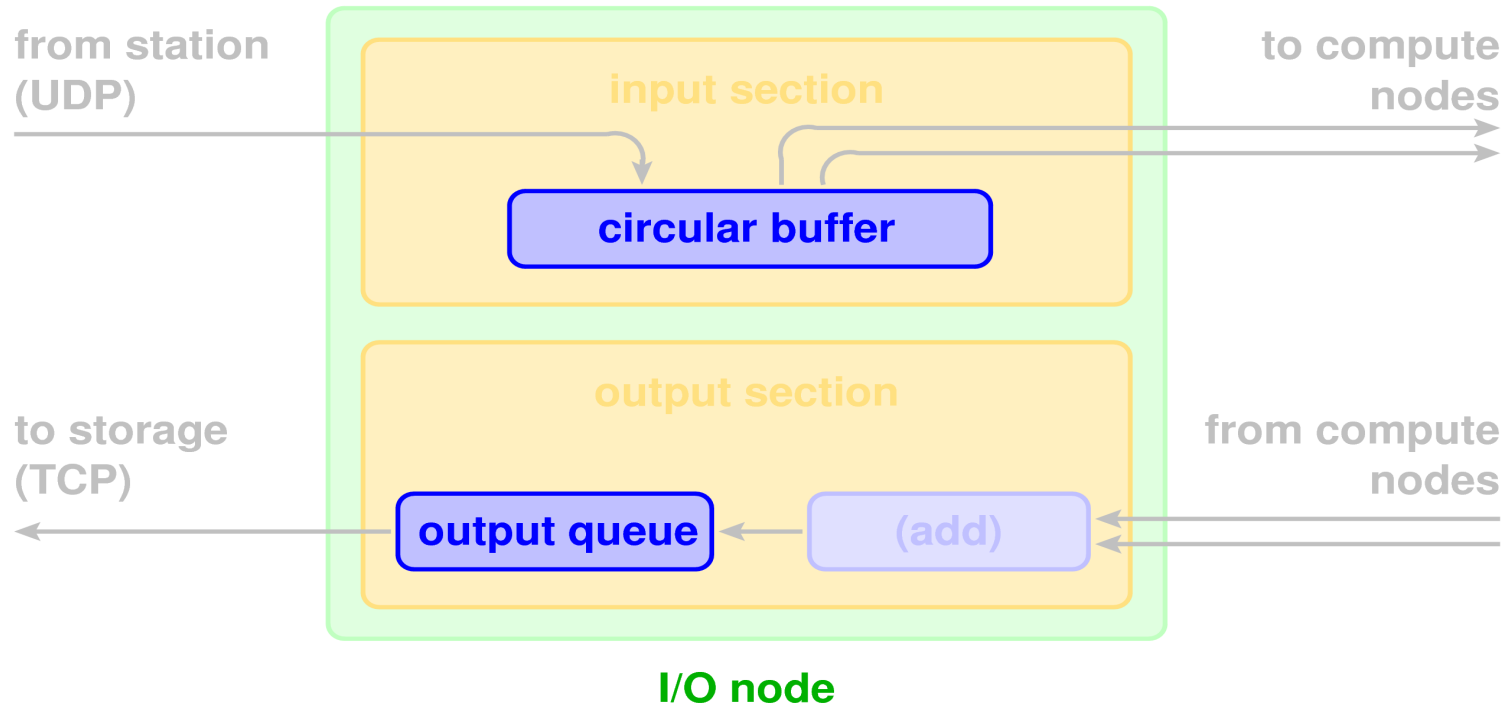 from station
(UDP)
to compute
nodes
input section
circular buffer
output section
to storage
(TCP)
from compute
nodes
output queue
(add)
I/O node